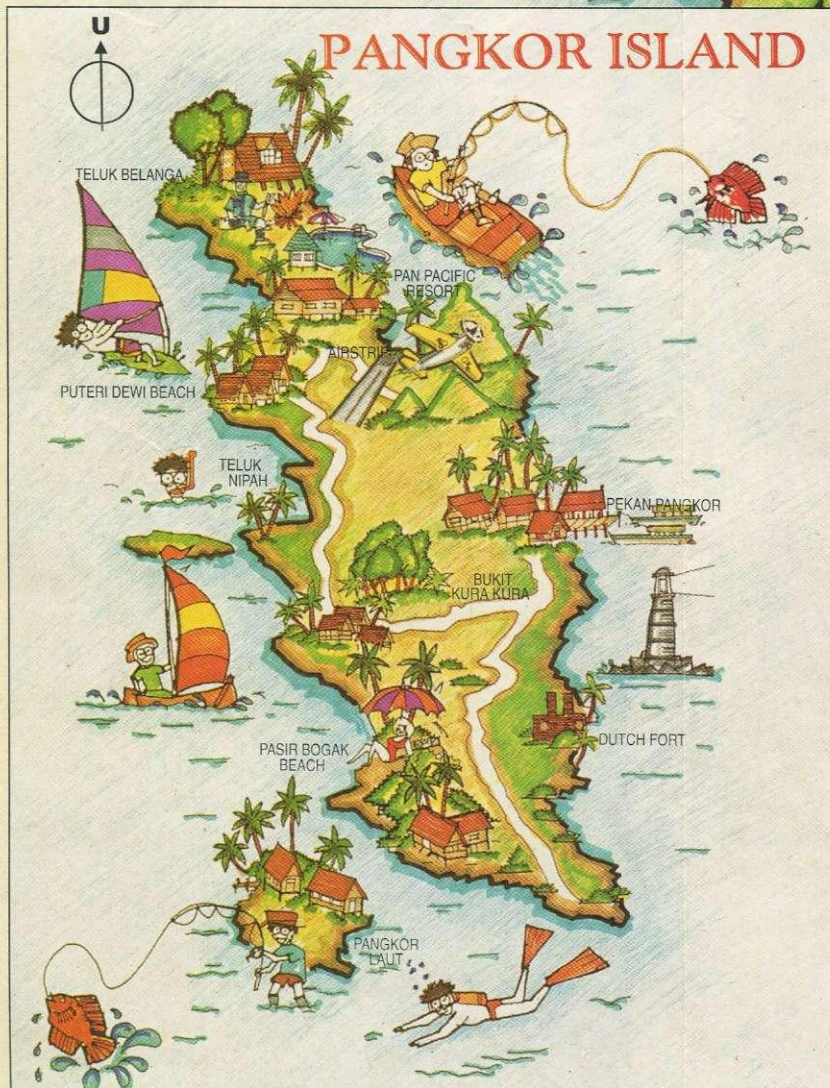 U
PANGKOR ISLAND
TELUK BELANGA
PAN PACIFIC
RESORT
AIRSTRIP
PUTERI DEWI BEACH
TELUK
NIPAH
PEKAN PANGKOR
BUKIT
KURA KURA
DUTCH FORT
PASIR BOGAK
BEACH
PANGKOR
LAUT